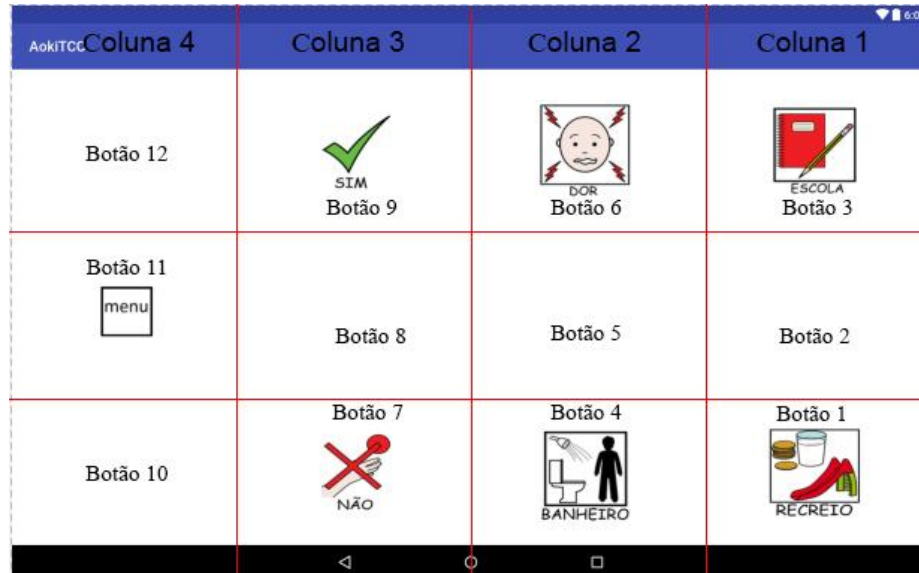 6:0
AokiTCC Coluna 4 Coluna 3 Coluna 2 Coluna 1
Botão 12
SIM
Botão 9
DOR
Botão 6
ESCOLA
Botão 3
Botão 11
menu
Botão 8
Botão 5
Botão 2
Botão 10
Botão 7
NÃO
Botão 4
BANHEIRO
Botão 1
RECREIO